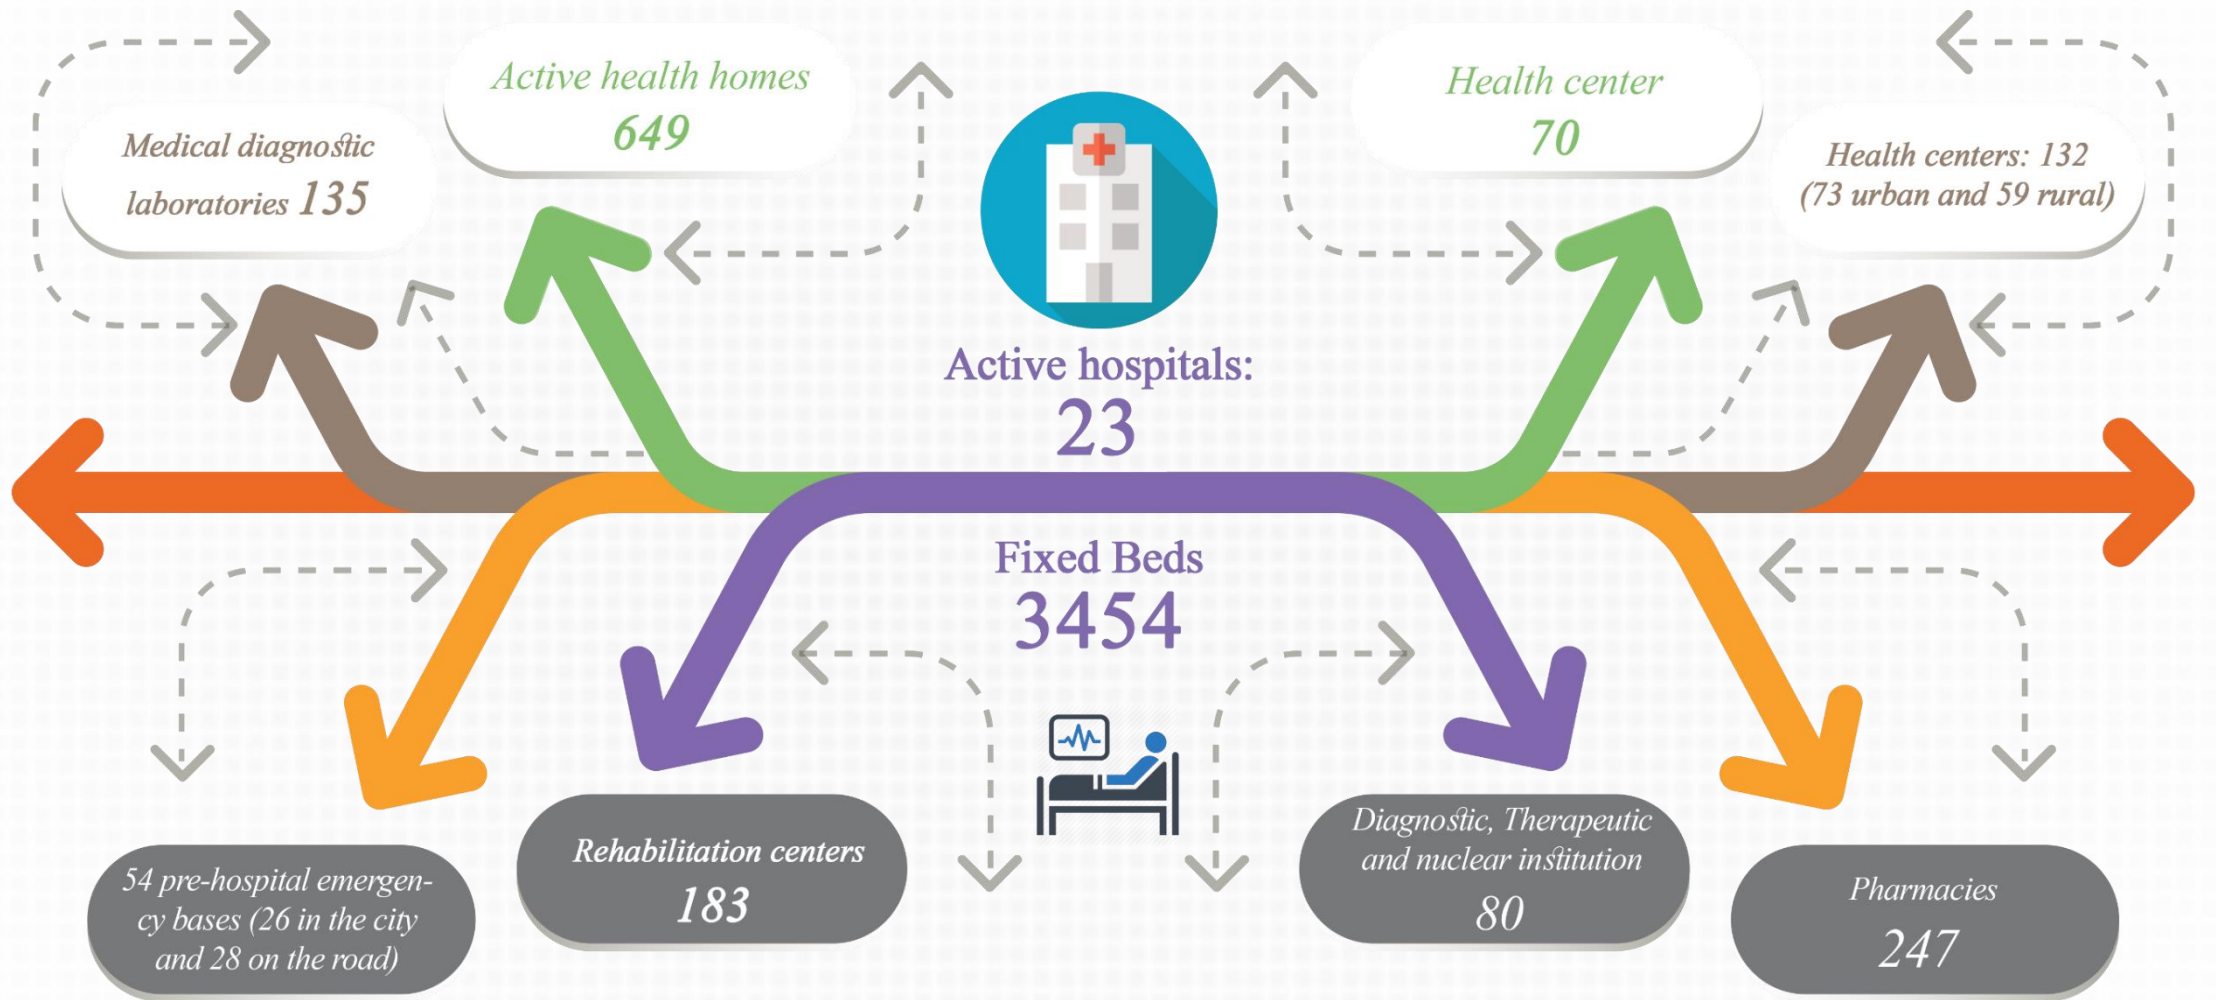 Medical diagnostic
laboratories 135
Active health homes
649
Health center
70
Health centers: 132
(73 urban and 59 rural)
Active hospitals:
23
Fixed Beds
3454
54 pre-hospital emergen-
cy bases (26 in the city
and 28 on the road)
Rehabilitation centers
183
Diagnostic, Therapeutic
and nuclear institution
80
Pharmacies
247